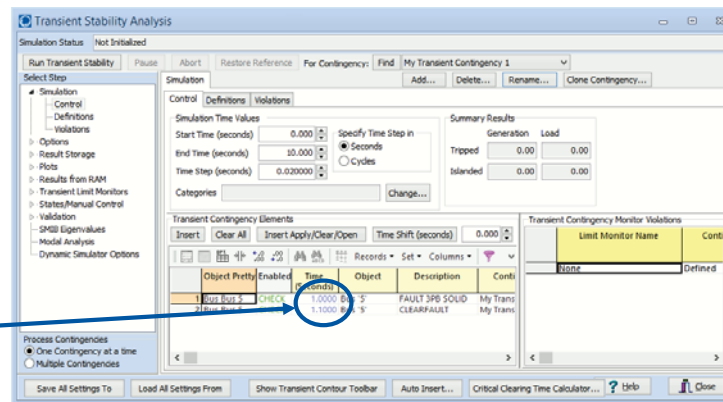 Transient Stability Analysis
Simulation Status Not Initialized
Run Transient Stability Pause Abort Restore Reference For Contingency: Find My Transient Contingency 1
Select Step
Simulation
Control
Definitions
Violations
Options
Result Storage
Plots
Results from RAM
Transient Limit Monitors
States/Manual Control
Validation
SMIB Eigenvalues
Modal Analysis
Dynamic Simulator Options
Process Contingencies
One Contingency at a time
Multiple Contingencies
Simulation Add... Delete... Rename... Clone Contingency...
Control Definitions Violations
Simulation Time Values
Start Time (seconds) 0.000
End Time (seconds) 10.000
Time Step (seconds) 0.020000
Specify Time Step in
Seconds
Cycles
Summary Results
Generation Load
Tripped 0.00 0.00
Islanded 0.00 0.00
Categories Change...
Transient Contingency Elements
Insert Clear All Insert Apply/Clear/Open Time Shift (seconds) 0.000
Records Set Columns
Object Pretty Enabled Time (Seconds) Object Description Conti
1 Bus Bus 5 CHECK 1.0000 Bus '5' FAULT 3PB SOLID My Trans
2 Bus Bus 5 1.1000 Bus '5' CLEARFAULT My Trans
Transient Contingency Monitor Violations
Limit Monitor Name Conti
None Defined
Save All Settings To Load All Settings From Show Transient Contour Toolbar Auto Insert... Critical Clearing Time Calculator... Help Close